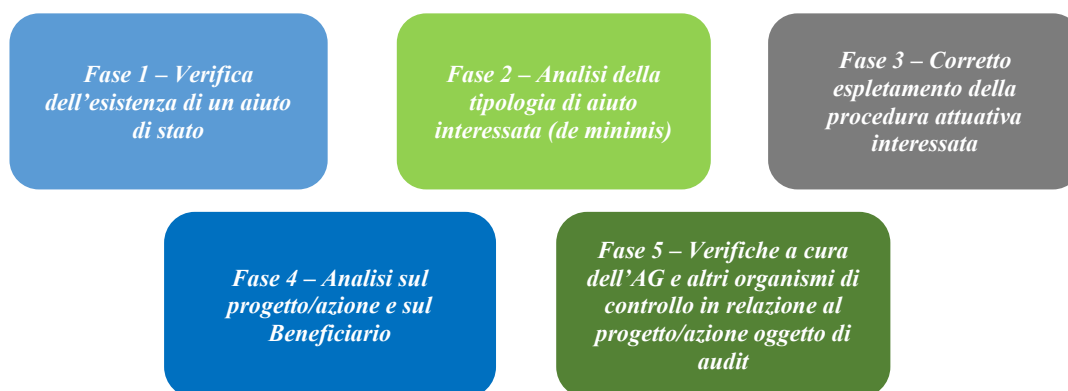 Fase 1 – Verifica
dell’esistenza di un aiuto
di stato
Fase 2 – Analisi della
tipologia di aiuto
interessata (de minimis)
Fase 3 – Corretto
espletamento della
procedura attuativa
interessata
Fase 4 – Analisi sul
progetto/azione e sul
Beneficiario
Fase 5 – Verifiche a cura
dell’AG e altri organismi di
controllo in relazione al
progetto/azione oggetto di
audit